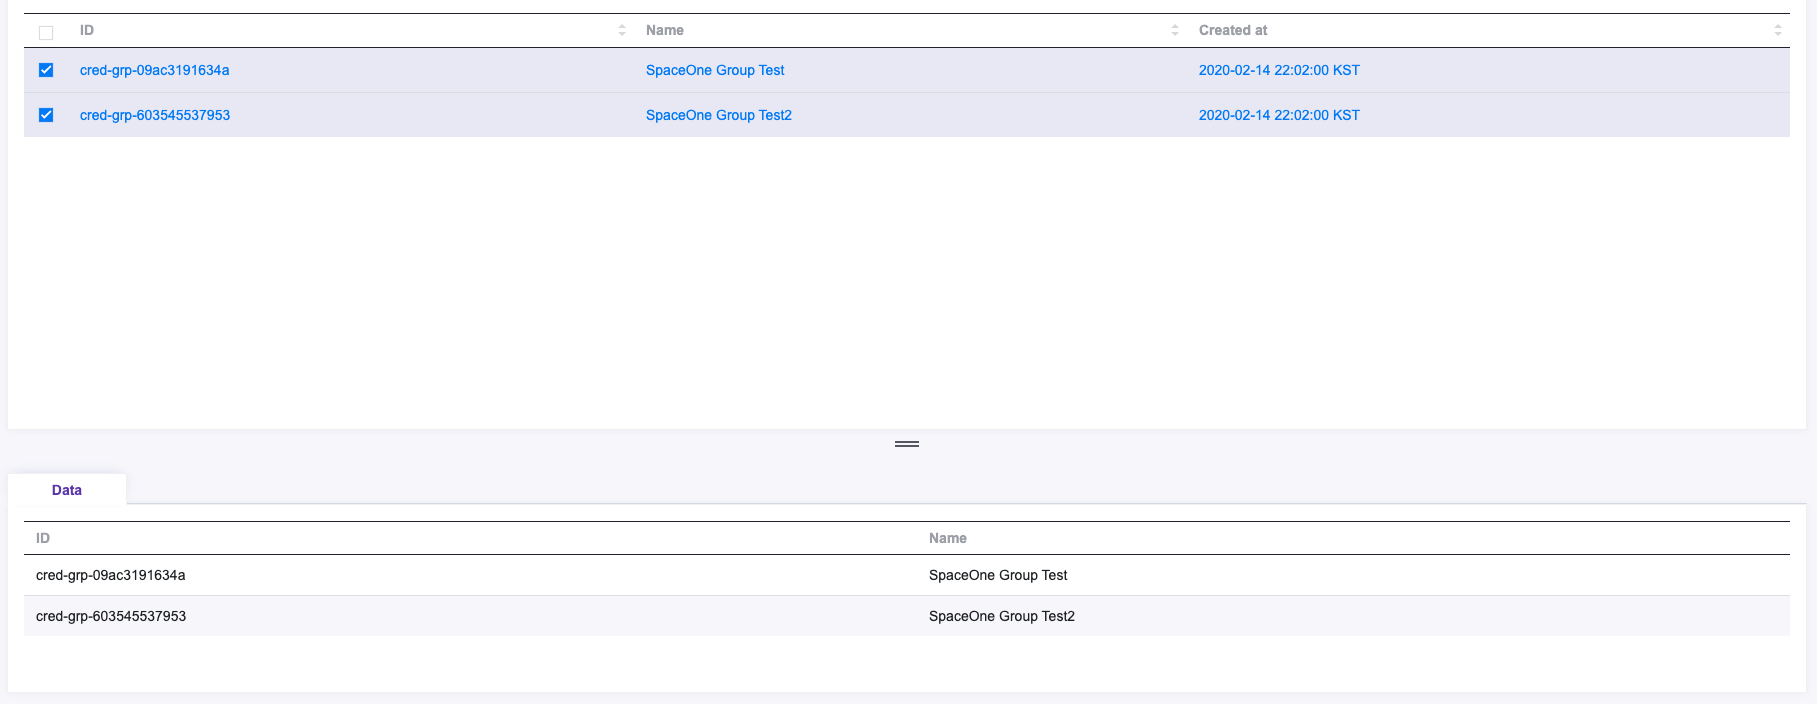 ID Name Created at
cred-grp-09ac3191634a SpaceOne Group Test 2020-02-14 22:02:00 KST
cred-grp-603545537953 SpaceOne Group Test2 2020-02-14 22:02:00 KST
Data
ID Name
cred-grp-09ac3191634a SpaceOne Group Test
cred-grp-603545537953 SpaceOne Group Test2